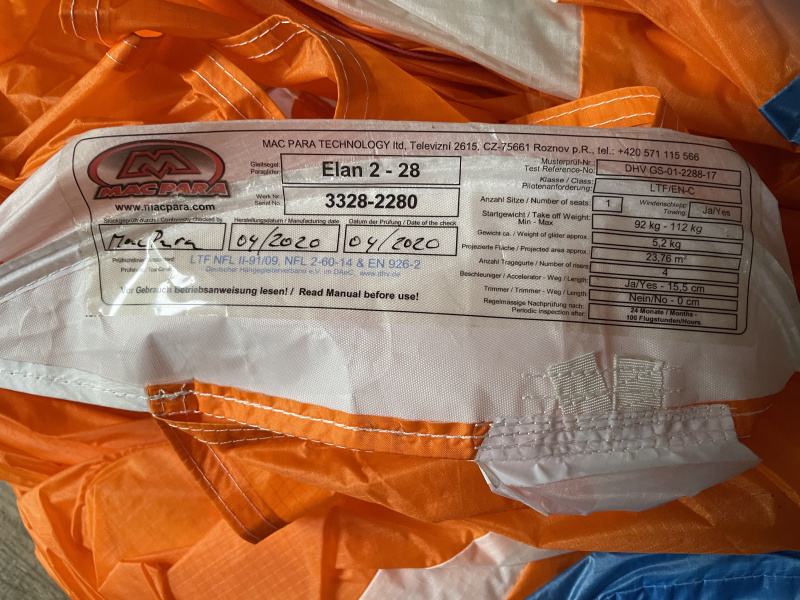 MAC PARA TECHNOLOGY ltd, Televizní 2615, CZ-75661 Roznov p.R., tel.: +420 571 115 566
MAC PARA
www.macpara.com
Gleitsegel:
Paraglider:
Elan 2 - 28
Werk Nr.
Serial No.
3328-2280
Stückgeprüft durch / Conformity checked by
MacPara
Herstellungsdatum / Manufacturing date
04/2020
Datum der Prüfung / Date of the check
04/2020
LTF NFL II-91/09, NFL 2-60-14 & EN 926-2
Deutscher Hängegleiterverband e.V. im DAeC, www.dhv.de
Vor Gebrauch Betriebsanweisung lesen! / Read Manual before use!
Musterprüf-Nr.
Test Reference-No:
DHV GS-01-2288-17
Klasse / Class:
Pilotenanforderung:
LTF/EN-C
Anzahl Sitze / Number of seats:
1
Windenschlepp:
Towing
Ja/Yes
Startgewicht / Take off Weight:
Min - Max
92 kg - 112 kg
Gewicht ca. / Weight of glider approx
5,2 kg
Projezierte Fläche / Projected area approx
23,76 m²
Anzahl Tragegurte / Number of risers
4
Beschleuniger / Accelerator - Weg / Length
Ja/Yes - 15,5 cm
Trimmer / Trimmer - Weg / Length
Nein/No - 0 cm
Regelmässige Nachprüfung nach:
Periodic inspection after:
24 Monate / Months -
100 Flugstunden/Hours